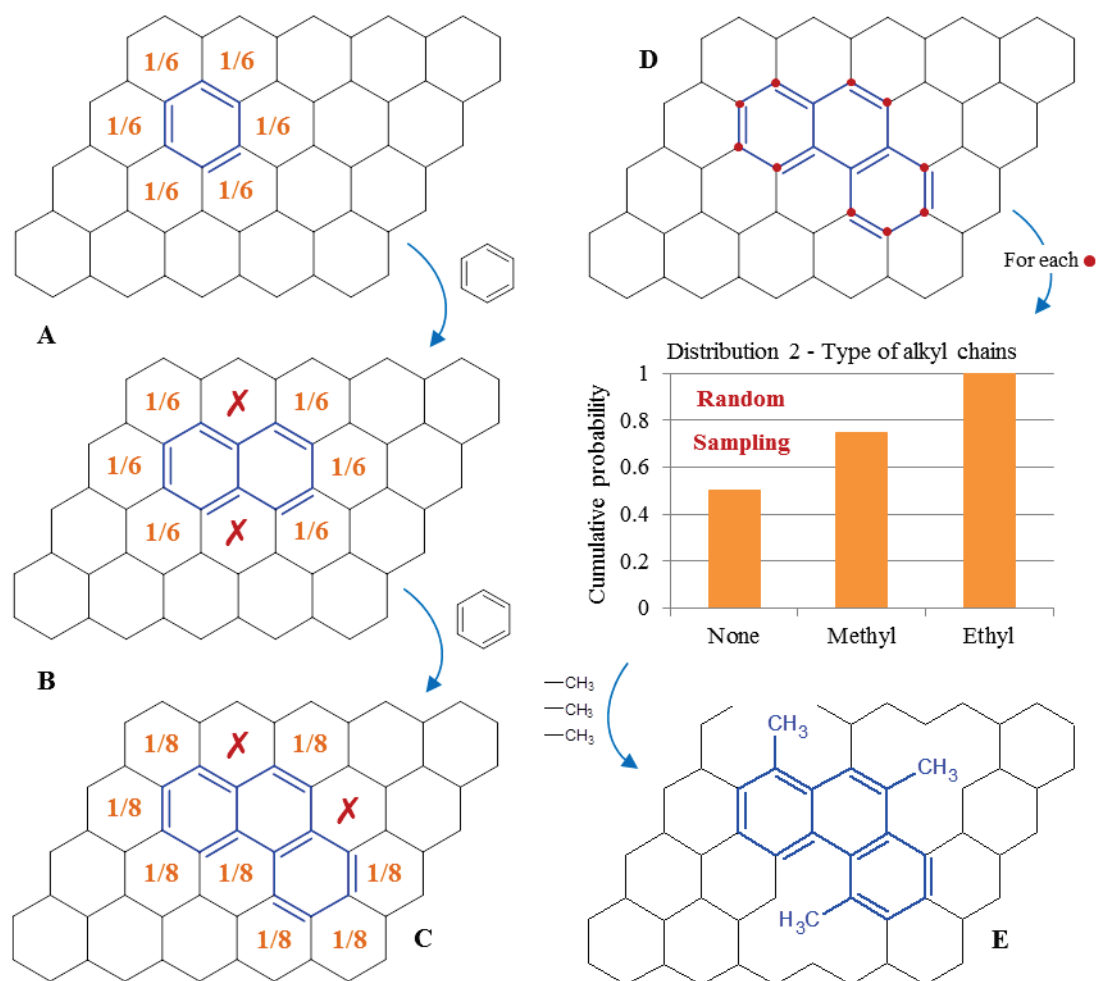 1/6 1/6
1/6 1/6
1/6 1/6
A
1/6 ✗ 1/6
1/6 1/6
1/6 ✗ 1/6
B
1/8 ✗ 1/8
1/8 ✗
1/8 1/8 1/8
1/8 1/8
C
D
For each
Distribution 2 - Type of alkyl chains
Cumulative probability
1
0.8
0.6
0.4
0.2
0
Random
Sampling
None Methyl Ethyl
—CH₃
—CH₃
—CH₃
CH₃
CH₃
H₃C
E